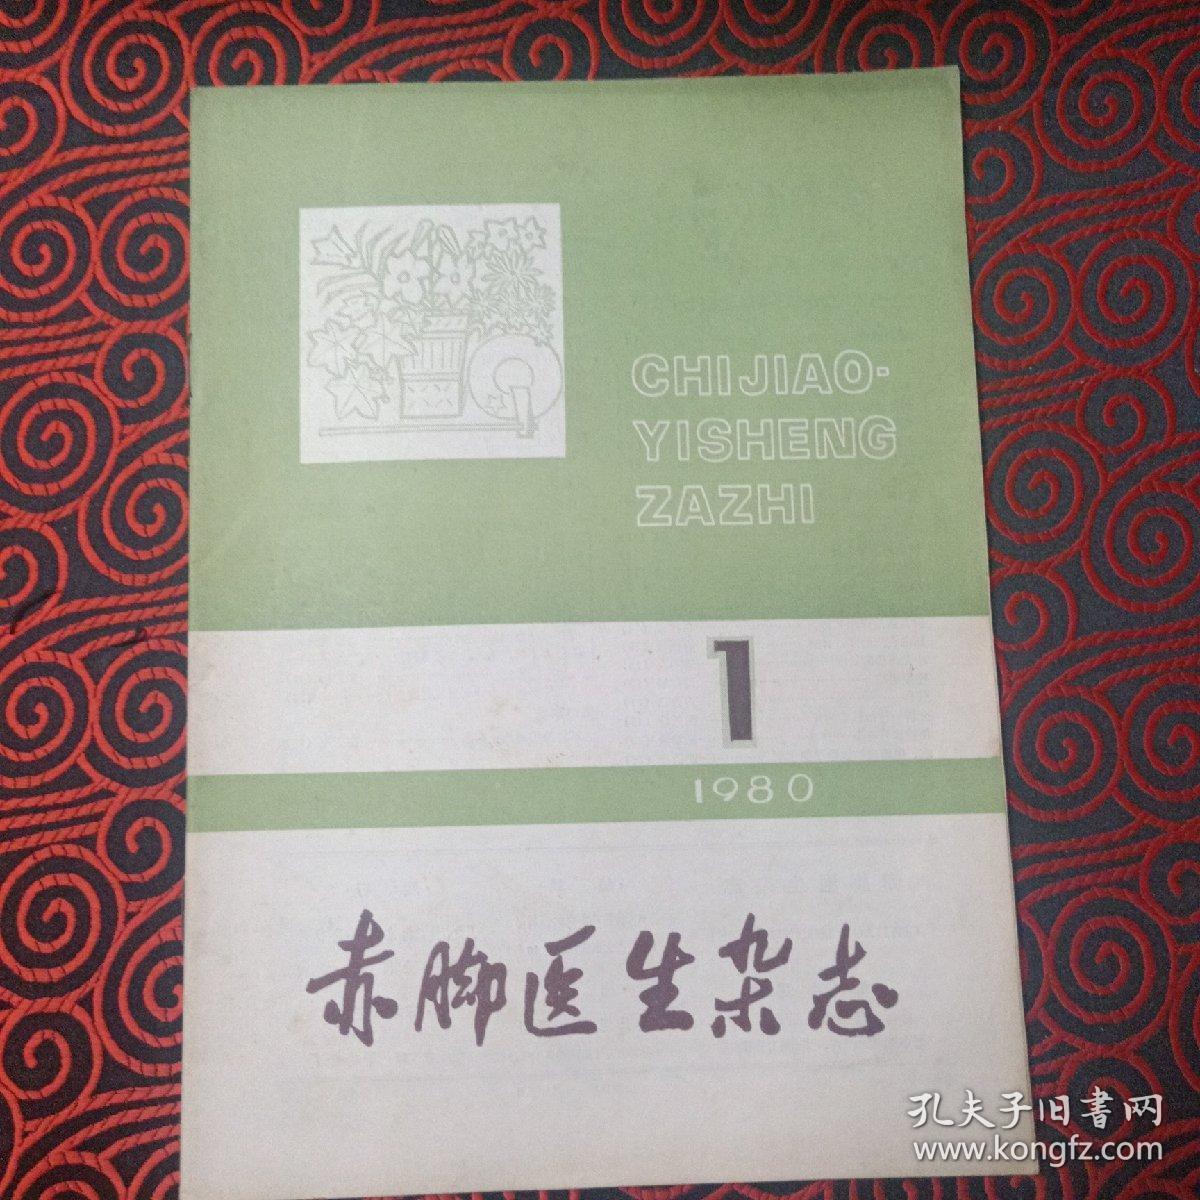 CHIJIAO-
YISHENG
ZAZHI
1
1980
赤脚医生杂志
孔夫子旧書网
www.kongfz.com